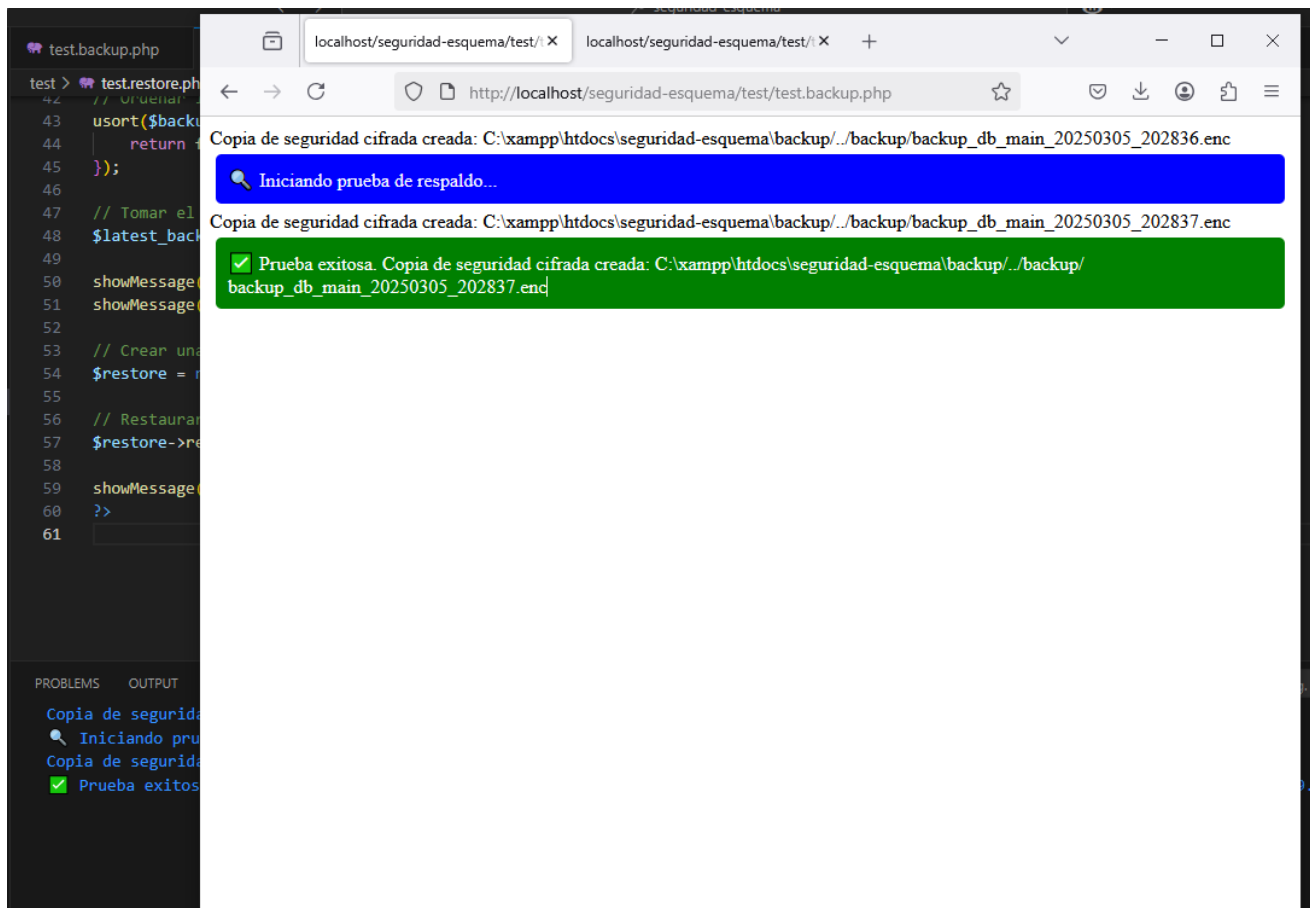 seguridad-esquema
test.backup.php
localhost/seguridad-esquema/test/t
localhost/seguridad-esquema/test/t
test > test.restore.ph
http://localhost/seguridad-esquema/test/test.backup.php
42 // Ordenar
43 usort($backu
44 return f
45 });
46
47 // Tomar el
48 $latest_back
49
50 showMessage(
51 showMessage(
52
53 // Crear una
54 $restore = n
55
56 // Restaurar
57 $restore->re
58
59 showMessage(
60 ?>
61
Copia de seguridad cifrada creada: C:\xampp\htdocs\seguridad-esquema\backup/../backup/backup_db_main_20250305_202836.enc
🔍 Iniciando prueba de respaldo...
Copia de seguridad cifrada creada: C:\xampp\htdocs\seguridad-esquema\backup/../backup/backup_db_main_20250305_202837.enc
✅ Prueba exitosa. Copia de seguridad cifrada creada: C:\xampp\htdocs\seguridad-esquema\backup/../backup/
backup_db_main_20250305_202837.enc
PROBLEMS OUTPUT
Copia de segurida
🔍 Iniciando pru
Copia de segurida
✅ Prueba exitos